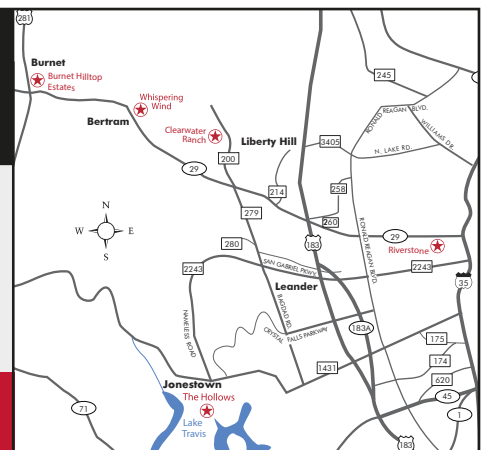 281
Burnet
Burnet Hilltop
Estates
245
Whispering
Wind
RONALD REAGAN BLVD.
WILLIAMS DR.
Bertram
Clearwater
Ranch
Liberty Hill
3405
N. LAKE RD.
200
29
258
214
279
260
N
W E
S
280
183
RONALD REAGAN BLVD.
29
Riverstone
2243
SAN GABRIEL PKWY.
2243
35
Leander
BAGDAD RD.
NAMELESS ROAD
CRYSTAL FALLS PARKWAY
183A
175
174
1431
620
Jonestown
The Hollows
45
71
Lake
Travis
1
183